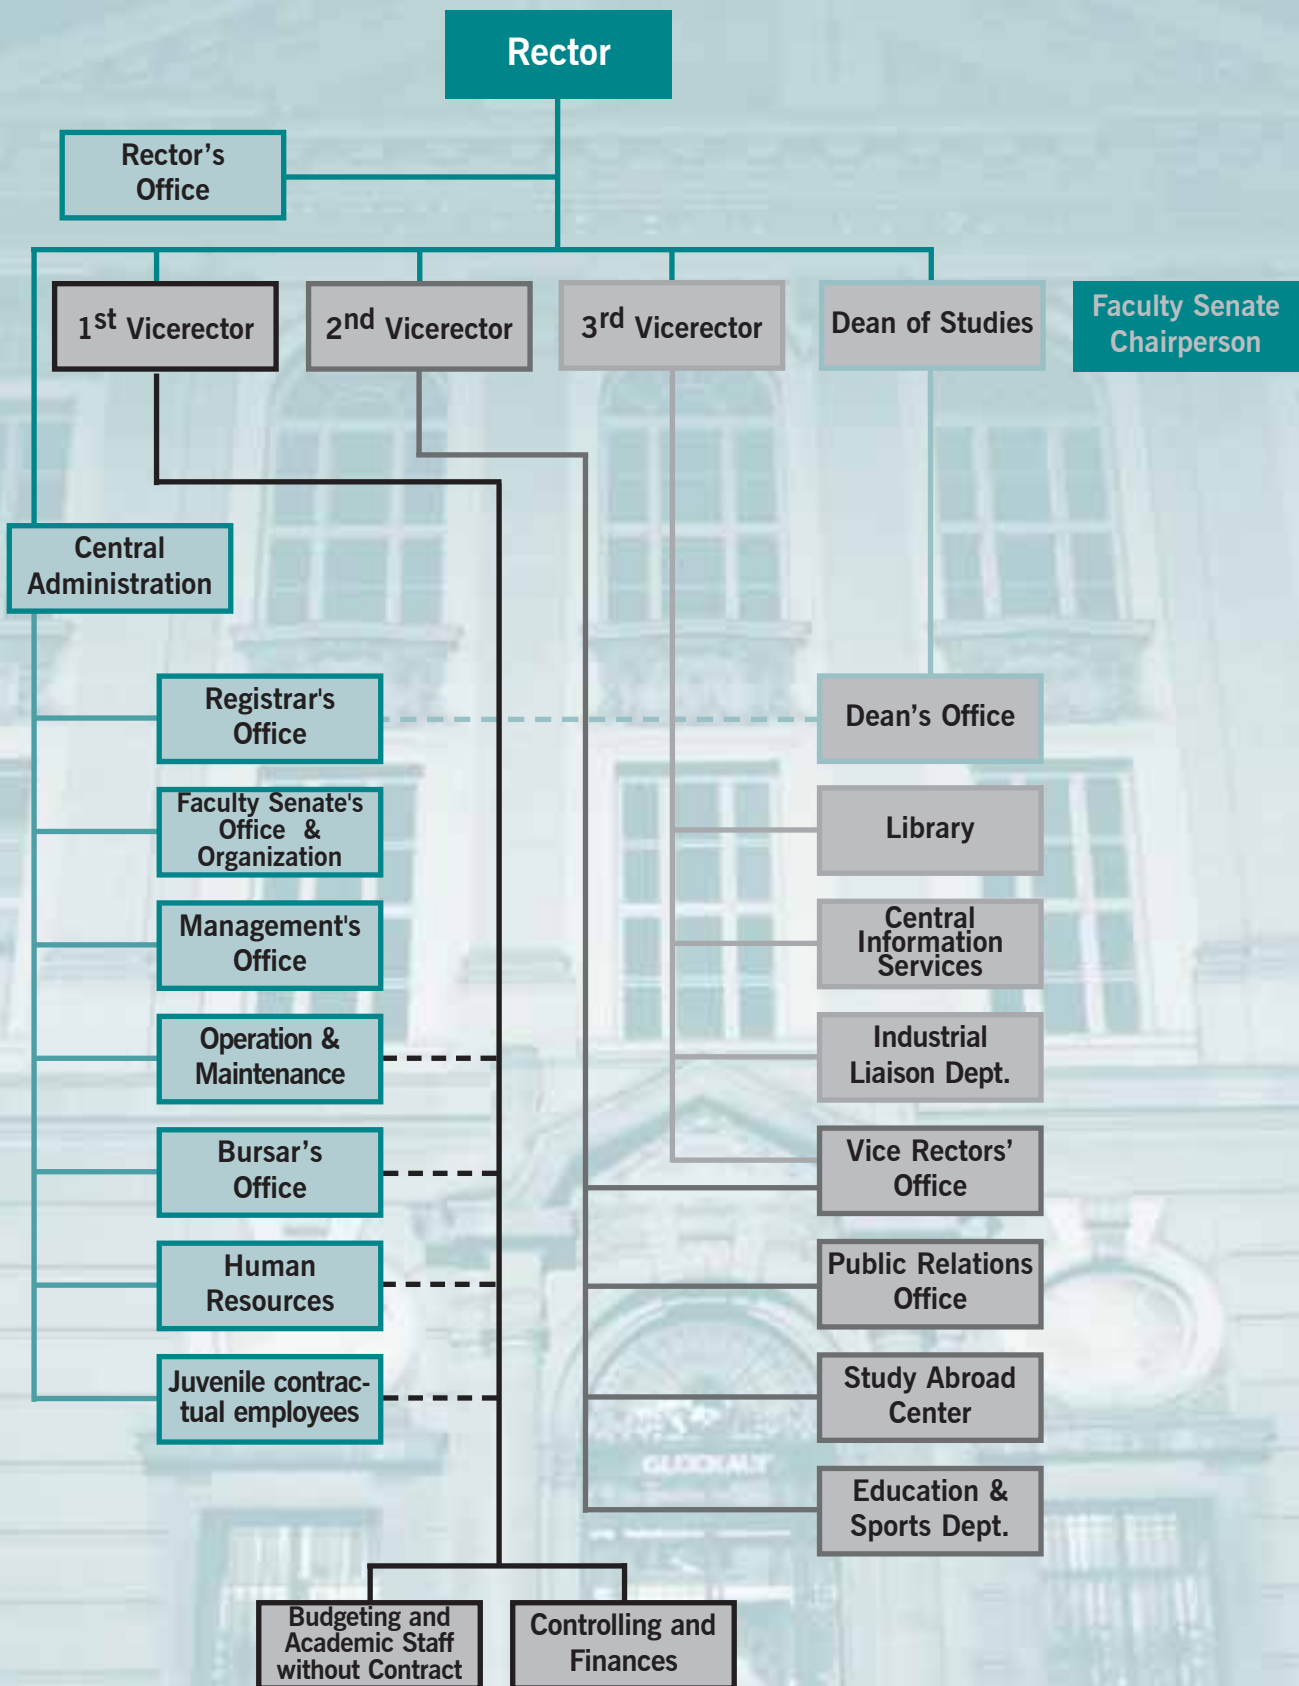 Rector
Rector’s
Office
1st Vicerector
2nd Vicerector
3rd Vicerector
Dean of Studies
Faculty Senate
Chairperson
Central
Administration
Registrar's
Office
Dean’s Office
Faculty Senate's
Office &
Organization
Library
Management's
Office
Central
Information
Services
Operation &
Maintenance
Industrial
Liaison Dept.
Bursar’s
Office
Vice Rectors’
Office
Human
Resources
Public Relations
Office
Juvenile contrac-
tual employees
Study Abroad
Center
GLÜCKAUF
Education &
Sports Dept.
Budgeting and
Academic Staff
without Contract
Controlling and
Finances